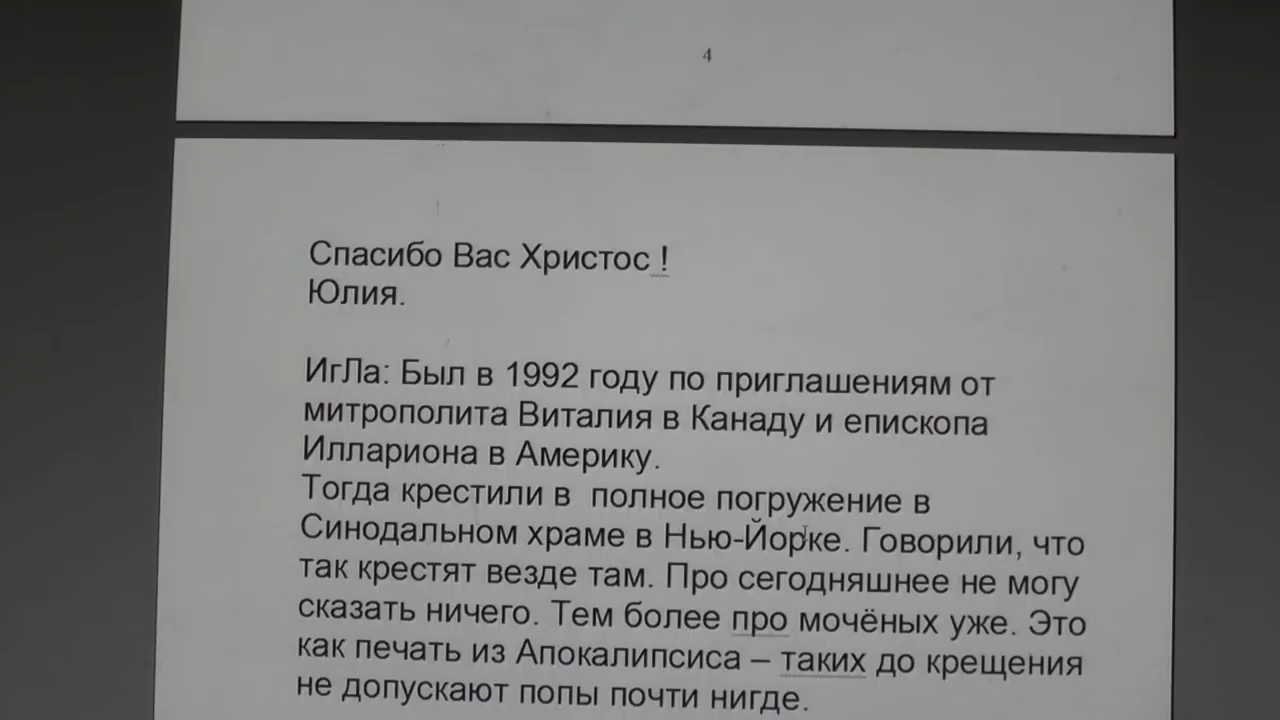 4
Спасибо Вас Христос !
Юлия.
ИгЛа: Был в 1992 году по приглашениям от
митрополита Виталия в Канаду и епископа
Иллариона в Америку.
Тогда крестили в  полное погружение в
Синодальном храме в Нью-Йорке. Говорили, что
так крестят везде там. Про сегодняшнее не могу
сказать ничего. Тем более про мочёных уже. Это
как печать из Апокалипсиса – таких до крещения
не допускают попы почти нигде.